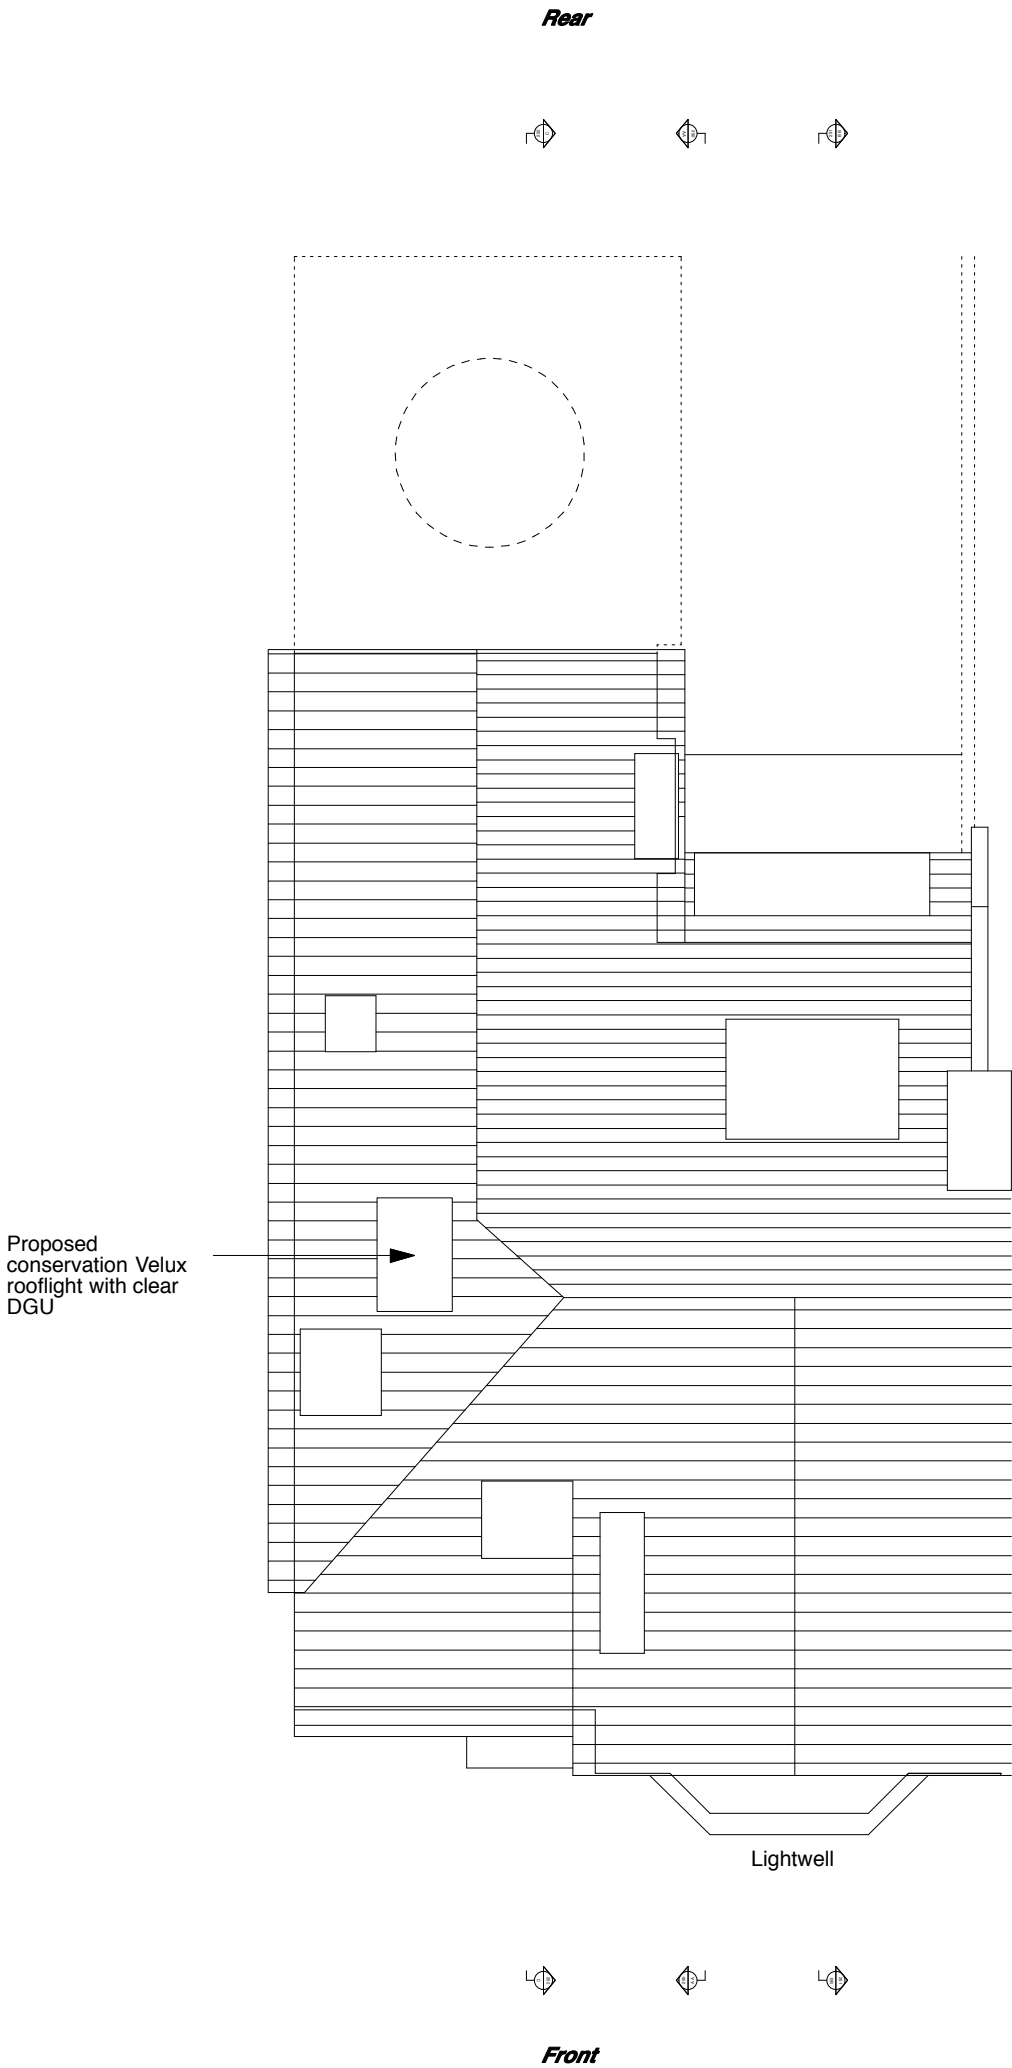 Rear
Proposed
conservation Velux
rooflight with clear
DGU
Lightwell
Front